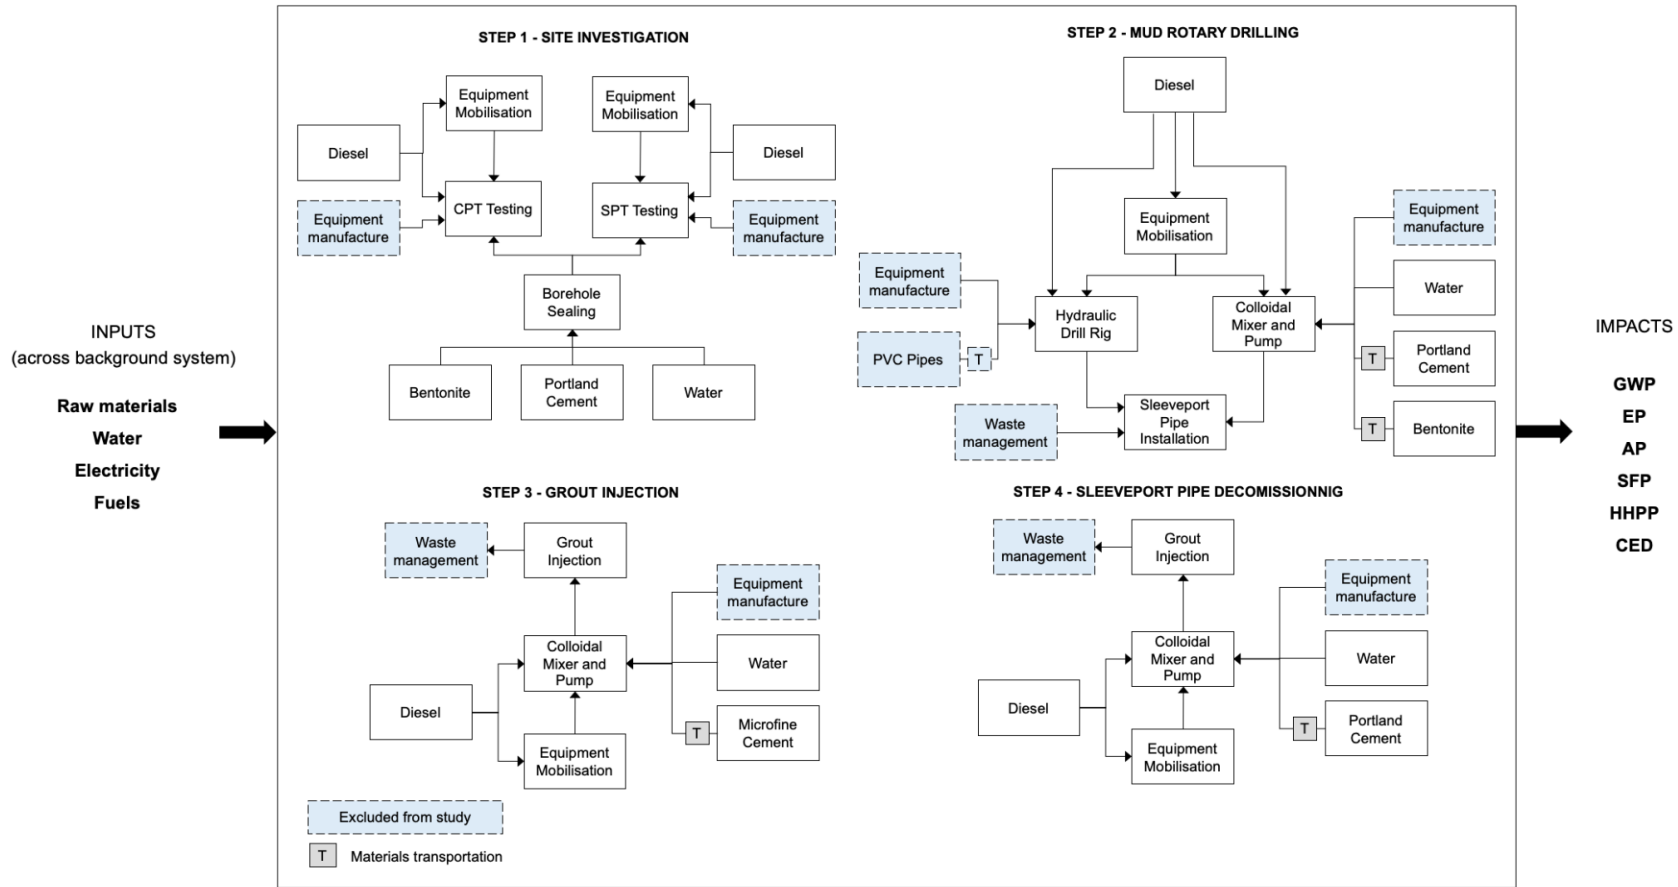 INPUTS
(across background system)
Raw materials
Water
Electricity
Fuels
STEP 1 - SITE INVESTIGATION
Equipment
Mobilisation
Equipment
Mobilisation
Diesel
Diesel
CPT Testing
SPT Testing
Equipment
manufacture
Equipment
manufacture
Borehole
Sealing
Bentonite
Portland
Cement
Water
STEP 2 - MUD ROTARY DRILLING
Diesel
Equipment
Mobilisation
Equipment
manufacture
Equipment
manufacture
Water
Hydraulic
Drill Rig
Colloidal
Mixer and
Pump
PVC Pipes
T
T
Portland
Cement
Waste
management
Sleeveport
Pipe
Installation
T
Bentonite
STEP 3 - GROUT INJECTION
Waste
management
Grout
Injection
Equipment
manufacture
Colloidal
Mixer and
Pump
Water
Diesel
T
Microfine
Cement
Equipment
Mobilisation
STEP 4 - SLEEVEPORT PIPE DECOMISSIONNIG
Waste
management
Grout
Injection
Equipment
manufacture
Colloidal
Mixer and
Pump
Water
Diesel
T
Portland
Cement
Equipment
Mobilisation
Excluded from study
T
Materials transportation
IMPACTS
GWP
EP
AP
SFP
HHPP
CED